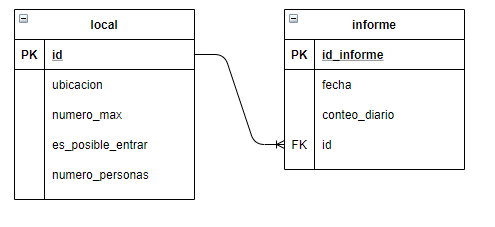 local
PK id
ubicacion
numero_max
es_posible_entrar
numero_personas
informe
PK id_informe
fecha
conteo_diario
FK id